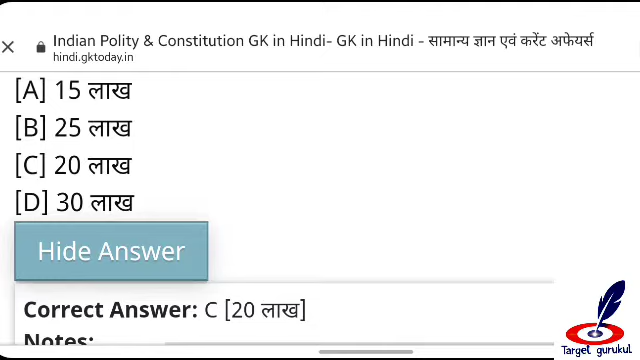 Indian Polity & Constitution GK in Hindi- GK in Hindi - सामान्य ज्ञान एवं करेंट अफेयर्स
hindi.gktoday.in
[A] 15 लाख
[B] 25 लाख
[C] 20 लाख
[D] 30 लाख
Hide Answer
Correct Answer: C [20 लाख]
Notes:
Target gurukul